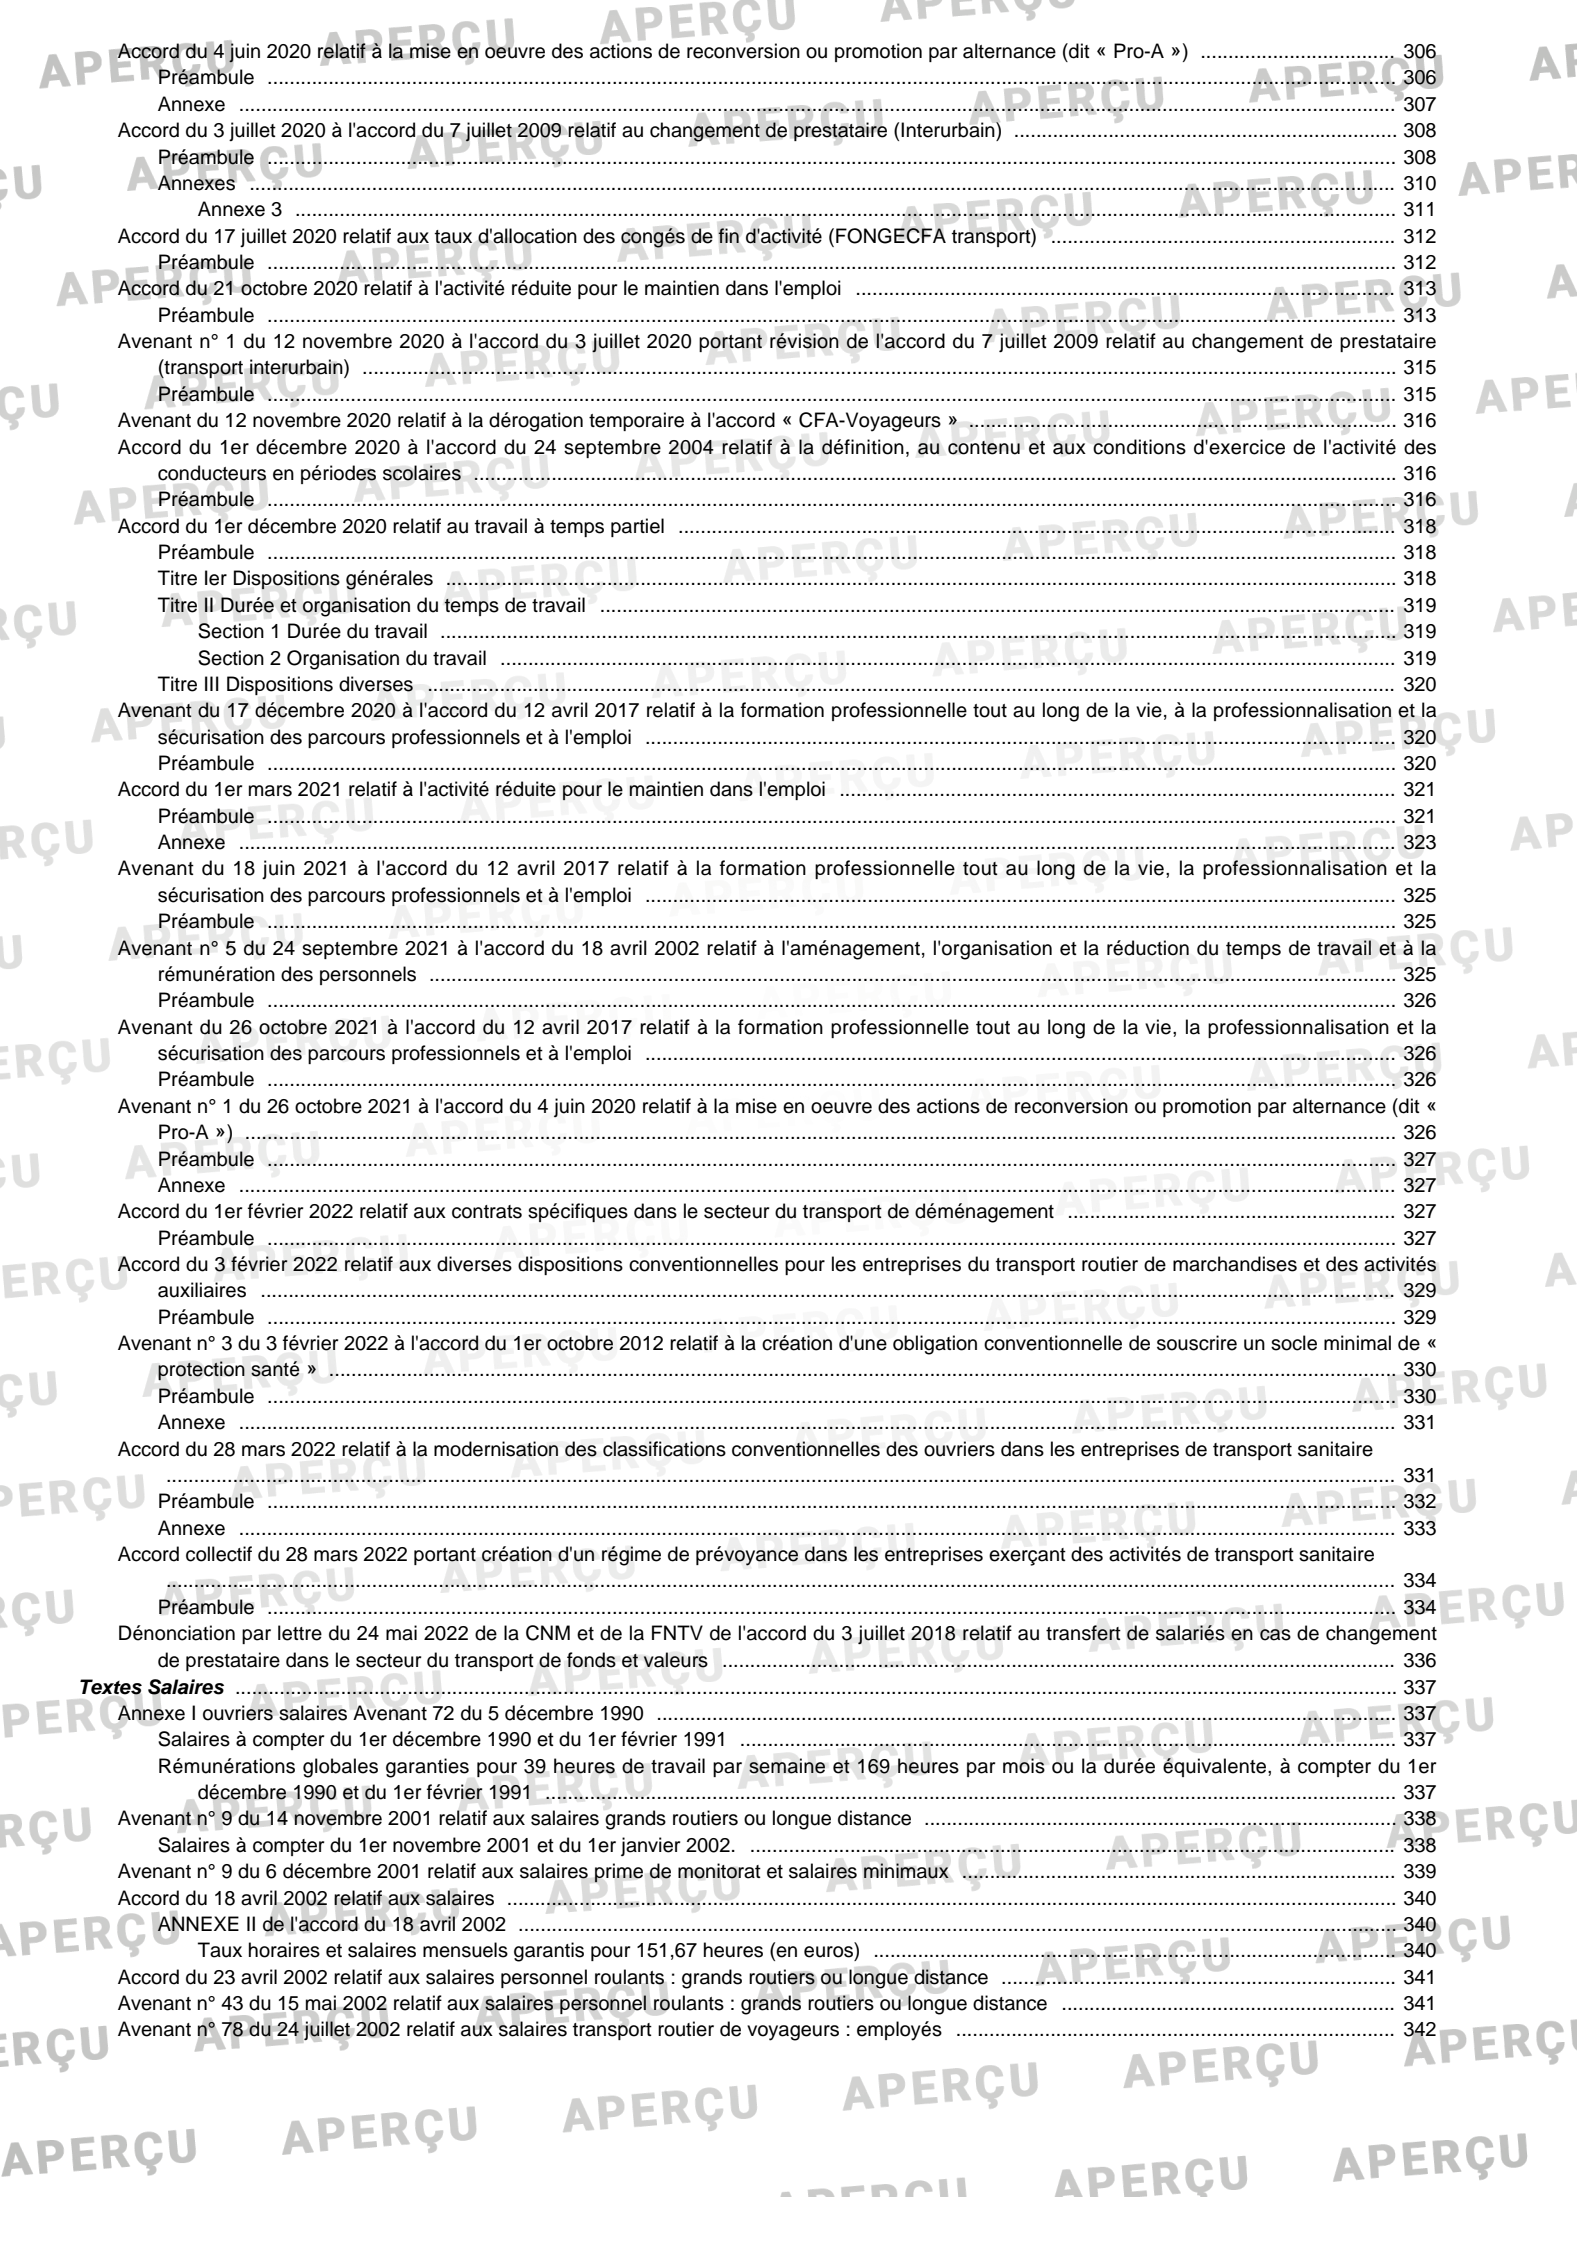 Accord du 4 juin 2020 relatif à la mise en oeuvre des actions de reconversion ou promotion par alternance (dit « Pro-A ») 306
Préambule 306
Annexe 307
Accord du 3 juillet 2020 à l'accord du 7 juillet 2009 relatif au changement de prestataire (Interurbain) 308
Préambule 308
Annexes 310
Annexe 3 311
Accord du 17 juillet 2020 relatif aux taux d'allocation des congés de fin d'activité (FONGECFA transport) 312
Préambule 312
Accord du 21 octobre 2020 relatif à l'activité réduite pour le maintien dans l'emploi 313
Préambule 313
Avenant n° 1 du 12 novembre 2020 à l'accord du 3 juillet 2020 portant révision de l'accord du 7 juillet 2009 relatif au changement de prestataire
(transport interurbain) 315
Préambule 315
Avenant du 12 novembre 2020 relatif à la dérogation temporaire à l'accord « CFA-Voyageurs » 316
Accord du 1er décembre 2020 à l'accord du 24 septembre 2004 relatif à la définition, au contenu et aux conditions d'exercice de l'activité des
conducteurs en périodes scolaires 316
Préambule 316
Accord du 1er décembre 2020 relatif au travail à temps partiel 318
Préambule 318
Titre Ier Dispositions générales 318
Titre II Durée et organisation du temps de travail 319
Section 1 Durée du travail 319
Section 2 Organisation du travail 319
Titre III Dispositions diverses 320
Avenant du 17 décembre 2020 à l'accord du 12 avril 2017 relatif à la formation professionnelle tout au long de la vie, à la professionnalisation et la
sécurisation des parcours professionnels et à l'emploi 320
Préambule 320
Accord du 1er mars 2021 relatif à l'activité réduite pour le maintien dans l'emploi 321
Préambule 321
Annexe 323
Avenant du 18 juin 2021 à l'accord du 12 avril 2017 relatif à la formation professionnelle tout au long de la vie, la professionnalisation et la
sécurisation des parcours professionnels et à l'emploi 325
Préambule 325
Avenant n° 5 du 24 septembre 2021 à l'accord du 18 avril 2002 relatif à l'aménagement, l'organisation et la réduction du temps de travail et à la
rémunération des personnels 325
Préambule 326
Avenant du 26 octobre 2021 à l'accord du 12 avril 2017 relatif à la formation professionnelle tout au long de la vie, la professionnalisation et la
sécurisation des parcours professionnels et à l'emploi 326
Préambule 326
Avenant n° 1 du 26 octobre 2021 à l'accord du 4 juin 2020 relatif à la mise en oeuvre des actions de reconversion ou promotion par alternance (dit «
Pro-A ») 326
Préambule 327
Annexe 327
Accord du 1er février 2022 relatif aux contrats spécifiques dans le secteur du transport de déménagement 327
Préambule 327
Accord du 3 février 2022 relatif aux diverses dispositions conventionnelles pour les entreprises du transport routier de marchandises et des activités
auxiliaires 329
Préambule 329
Avenant n° 3 du 3 février 2022 à l'accord du 1er octobre 2012 relatif à la création d'une obligation conventionnelle de souscrire un socle minimal de «
protection santé » 330
Préambule 330
Annexe 331
Accord du 28 mars 2022 relatif à la modernisation des classifications conventionnelles des ouvriers dans les entreprises de transport sanitaire
331
Préambule 332
Annexe 333
Accord collectif du 28 mars 2022 portant création d'un régime de prévoyance dans les entreprises exerçant des activités de transport sanitaire
334
Préambule 334
Dénonciation par lettre du 24 mai 2022 de la CNM et de la FNTV de l'accord du 3 juillet 2018 relatif au transfert de salariés en cas de changement
de prestataire dans le secteur du transport de fonds et valeurs 336
Textes Salaires 337
Annexe I ouvriers salaires Avenant 72 du 5 décembre 1990 337
Salaires à compter du 1er décembre 1990 et du 1er février 1991 337
Rémunérations globales garanties pour 39 heures de travail par semaine et 169 heures par mois ou la durée équivalente, à compter du 1er
décembre 1990 et du 1er février 1991 337
Avenant n° 9 du 14 novembre 2001 relatif aux salaires grands routiers ou longue distance 338
Salaires à compter du 1er novembre 2001 et du 1er janvier 2002. 338
Avenant n° 9 du 6 décembre 2001 relatif aux salaires prime de monitorat et salaires minimaux 339
Accord du 18 avril 2002 relatif aux salaires 340
ANNEXE II de l'accord du 18 avril 2002 340
Taux horaires et salaires mensuels garantis pour 151,67 heures (en euros) 340
Accord du 23 avril 2002 relatif aux salaires personnel roulants : grands routiers ou longue distance 341
Avenant n° 43 du 15 mai 2002 relatif aux salaires personnel roulants : grands routiers ou longue distance 341
Avenant n° 78 du 24 juillet 2002 relatif aux salaires transport routier de voyageurs : employés 342
APERÇU